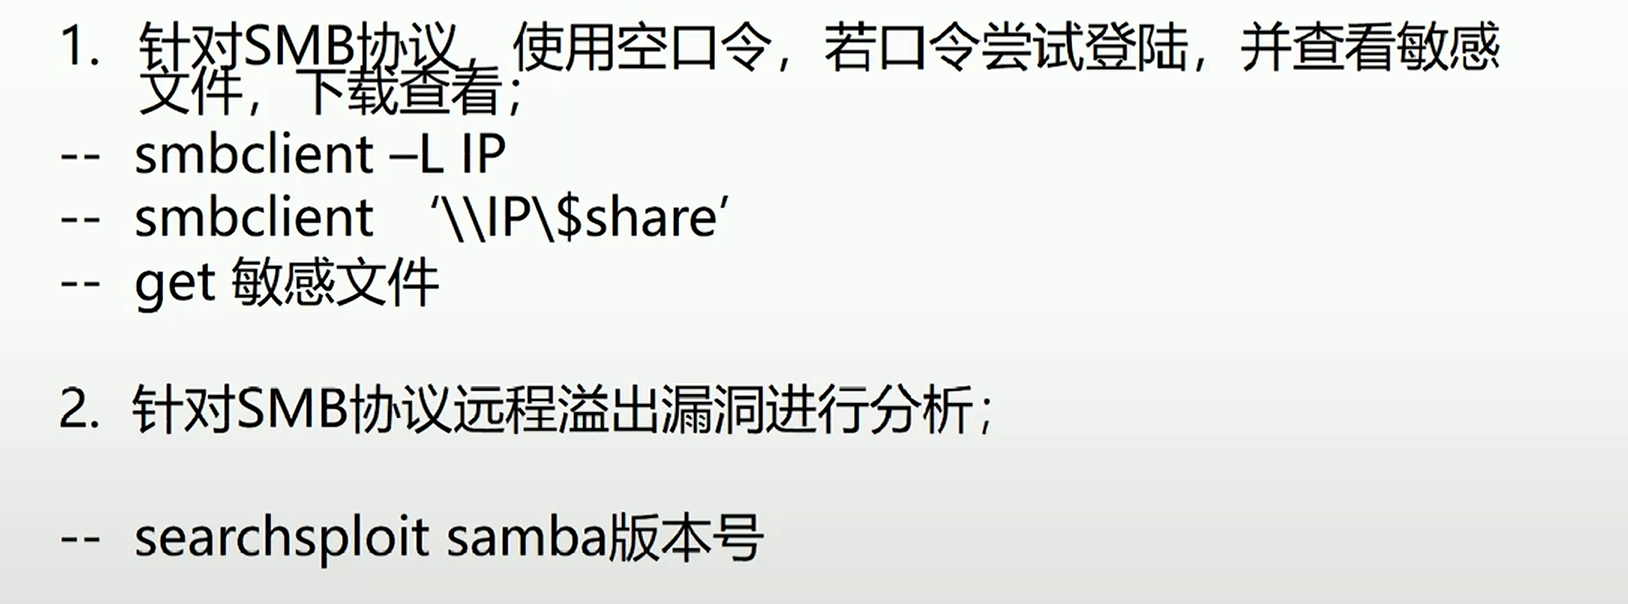 1. 针对SMB协议，使用空口令，若口令尝试登陆，并查看敏感
文件，下载查看；
-- smbclient –L IP
-- smbclient ‘\\IP\$share’
-- get 敏感文件
2. 针对SMB协议远程溢出漏洞进行分析；
-- searchsploit samba版本号